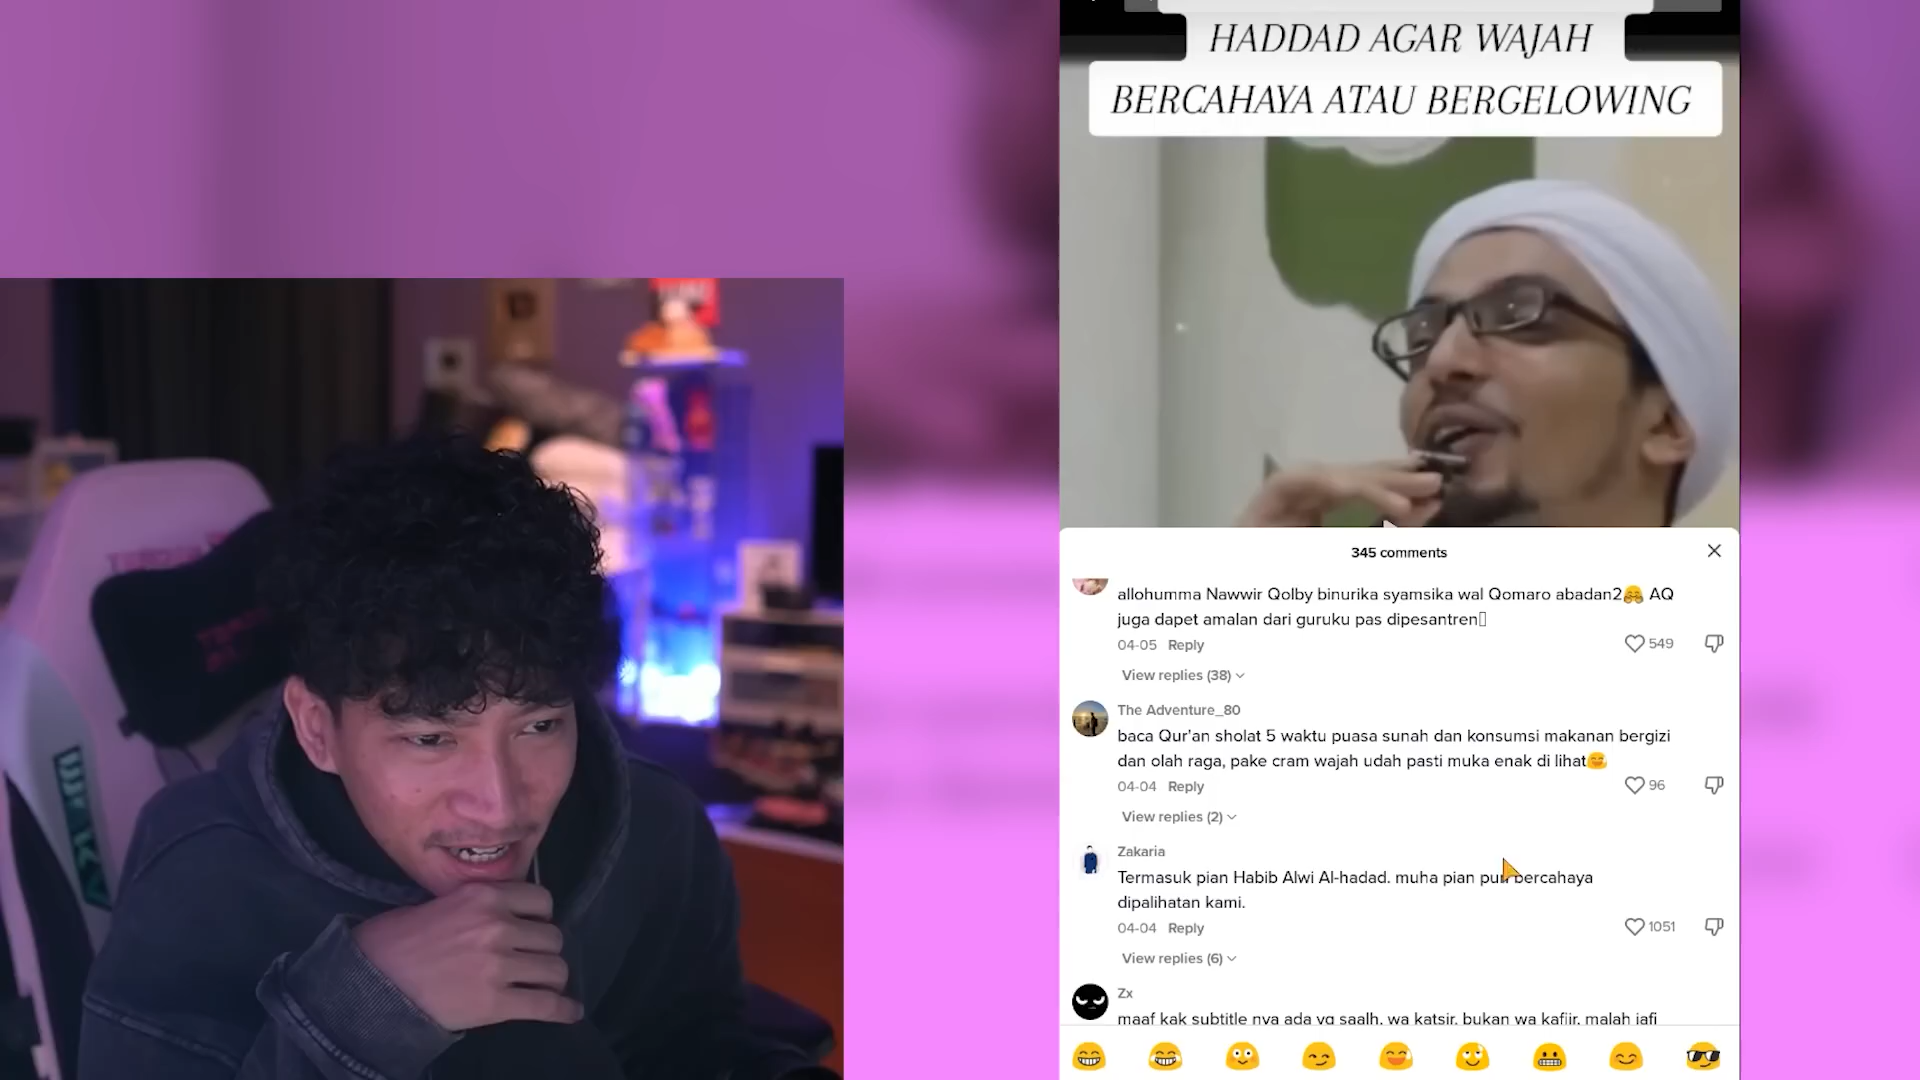 HADDAD AGAR WAJAH
BERCAHAYA ATAU BERGELOWING
345 comments
allohumma Nawwir Qolby binurika syamsika wal Qomaro abadan2🤗 AQ
juga dapet amalan dari guruku pas dipesantren
04-05 Reply
549
View replies (38)
The Adventure_80
baca Qur'an sholat 5 waktu puasa sunah dan konsumsi makanan bergizi
dan olah raga, pake cram wajah udah pasti muka enak di lihat😅
04-04 Reply
96
View replies (2)
Zakaria
Termasuk pian Habib Alwi Al-hadad. muha pian pun bercahaya
dipalihatan kami.
04-04 Reply
1051
View replies (6)
Zx
maaf kak subtitle nya ada yg saalh, wa katsir, bukan wa kafiir, malah jafi